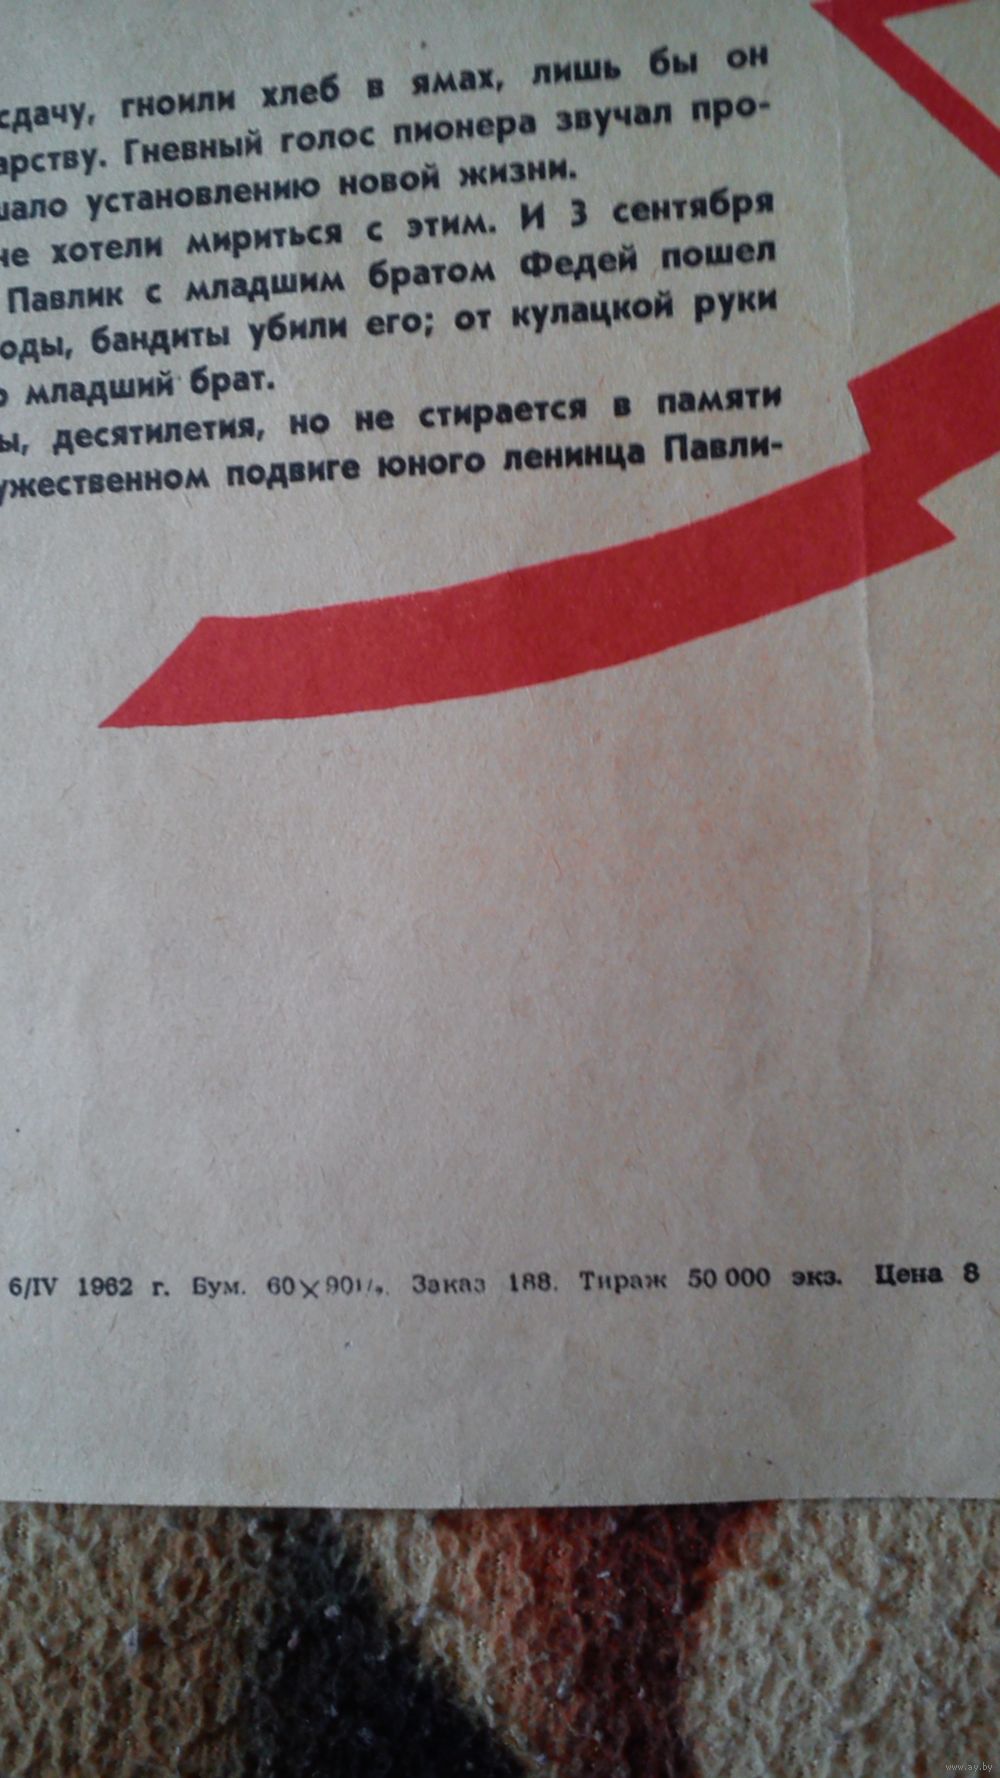 сдачу, гноили хлеб в ямах, лишь бы он
арству. Гневный голос пионера звучал про-
шало установлению новой жизни.
не хотели мириться с этим. И 3 сентября
Павлик с младшим братом Федей пошел
оды, бандиты убили его; от кулацкой руки
о младший брат.
ы, десятилетия, но не стирается в памяти
ужественном подвиге юного ленинца Павли-
6/IV 1962 г. Бум. Заказ 188. Тираж 50 000 экз. Цена 8
www.ay.by